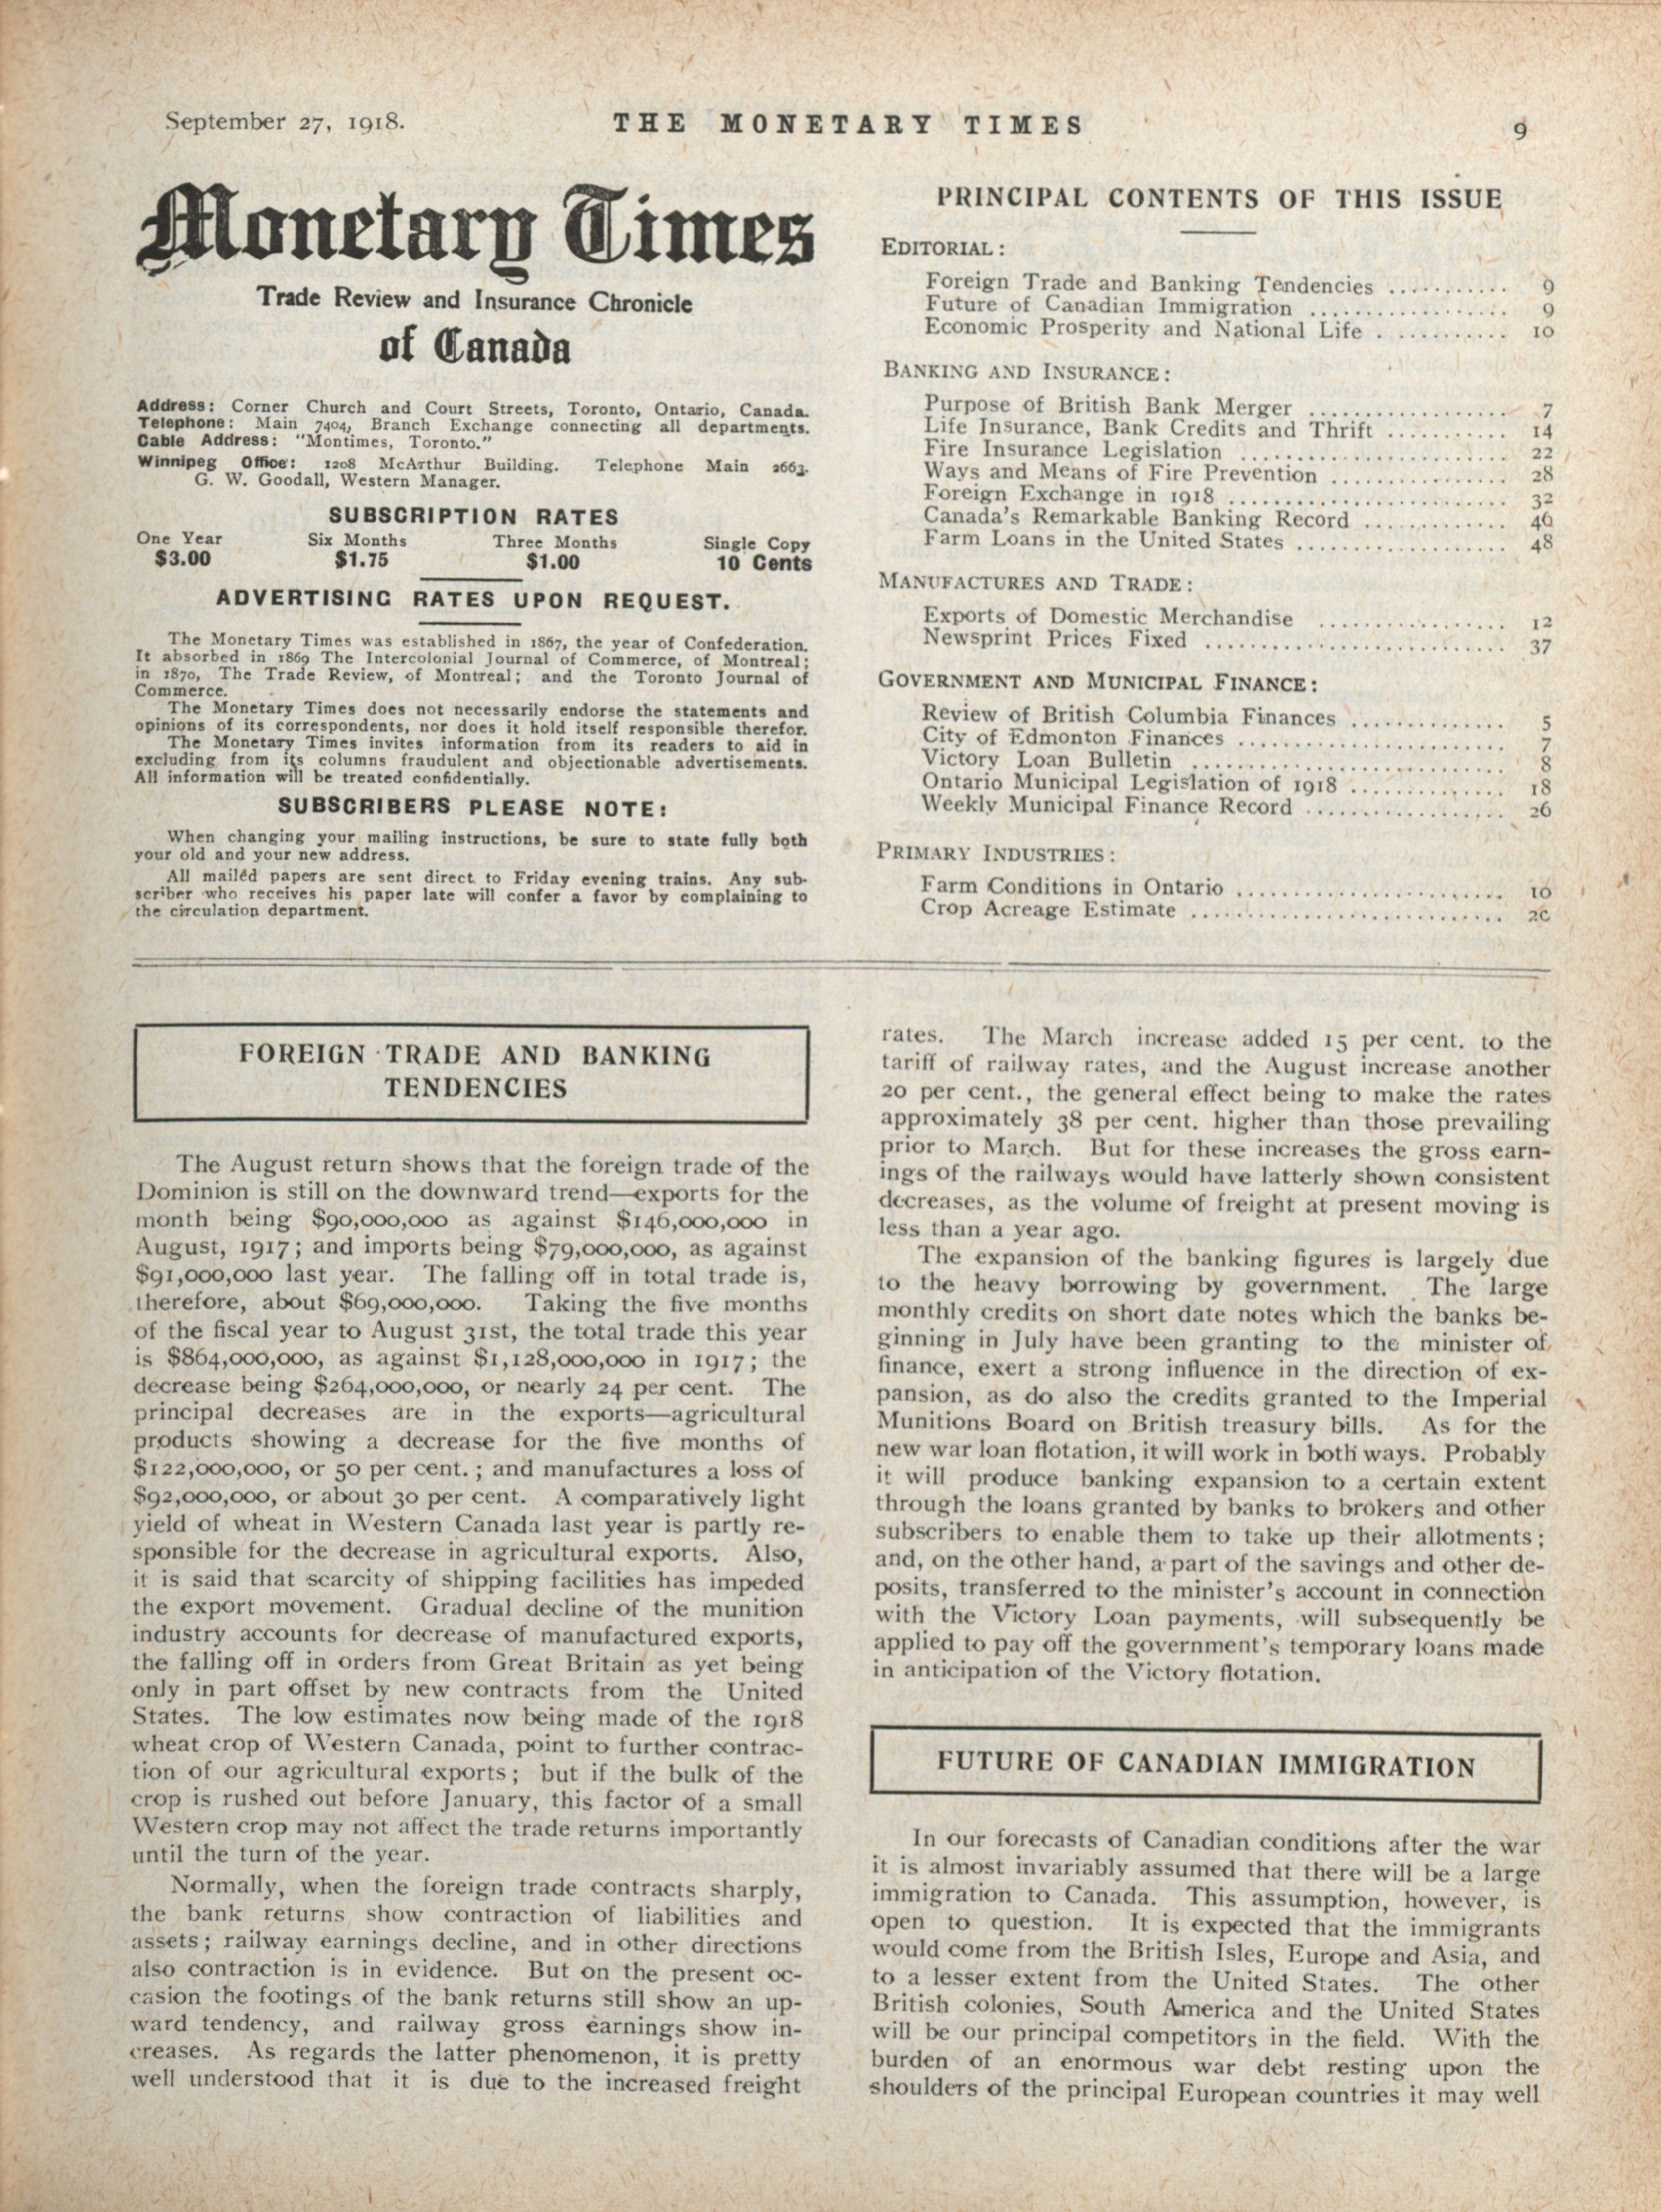 September 27, 1918.
THE MONETARY TIMES
9
Monetary Times
Trade Review and Insurance Chronicle
of Canada
Address: Corner Church and Court Streets, Toronto, Ontario, Canada.
Telephone: Main 7404, Branch Exchange connecting all departments.
Cable Address: "Montimes, Toronto."
Winnipeg Office: 1208 McArthur Building. Telephone Main 2663.
G. W. Goodall, Western Manager.
SUBSCRIPTION RATES
One Year Six Months Three Months Single Copy
$3.00 $1.75 $1.00 10 Cents
ADVERTISING RATES UPON REQUEST.
The Monetary Times was established in 1867, the year of Confederation.
It absorbed in 1869 The Intercolonial Journal of Commerce, of Montreal;
in 1870, The Trade Review, of Montreal; and the Toronto Journal of
Commerce.
The Monetary Times does not necessarily endorse the statements and
opinions of its correspondents, nor does it hold itself responsible therefor.
The Monetary Times invites information from its readers to aid in
excluding from its columns fraudulent and objectionable advertisements.
All information will be treated confidentially.
SUBSCRIBERS PLEASE NOTE:
When changing your mailing instructions, be sure to state fully both
your old and your new address.
All mailed papers are sent direct to Friday evening trains. Any sub-
scriber who receives his paper late will confer a favor by complaining to
the circulation department.
PRINCIPAL CONTENTS OF THIS ISSUE
EDITORIAL:
Foreign Trade and Banking Tendencies ........... 9
Future of Canadian Immigration .................. 9
Economic Prosperity and National Life . .......... 10
BANKING AND INSURANCE:
Purpose of British Bank Merger .................. 7
Life Insurance, Bank Credits and Thrift ........... 14
Fire Insurance Legislation ........................ 22
Ways and Means of Fire Prevention ................ 28
Foreign Exchange in 1918 ......................... 32
Canada's Remarkable Banking Record ............. 46
Farm Loans in the United States ................... 48
MANUFACTURES AND TRADE:
Exports of Domestic Merchandise ................. 12
Newsprint Prices Fixed ........................... 37
GOVERNMENT AND MUNICIPAL FINANCE:
Review of British Columbia Finances .............. 5
City of Edmonton Finances ........................ 7
Victory Loan Bulletin ............................ 8
Ontario Municipal Legislation of 1918 .............. 18
Weekly Municipal Finance Record .................. 26
PRIMARY INDUSTRIES:
Farm Conditions in Ontario ........................ 10
Crop Acreage Estimate ............................ 20
FOREIGN TRADE AND BANKING
TENDENCIES
The August return shows that the foreign trade of the
Dominion is still on the downward trend—exports for the
month being $90,000,000 as against $146,000,000 in
August, 1917; and imports being $79,000,000, as against
$91,000,000 last year. The falling off in total trade is,
therefore, about $69,000,000. Taking the five months
of the fiscal year to August 31st, the total trade this year
is $864,000,000, as against $1,128,000,000 in 1917; the
decrease being $264,000,000, or nearly 24 per cent. The
principal decreases are in the exports—agricultural
products showing a decrease for the five months of
$122,000,000, or 50 per cent.; and manufactures a loss of
$92,000,000, or about 30 per cent. A comparatively light
yield of wheat in Western Canada last year is partly re-
sponsible for the decrease in agricultural exports. Also,
it is said that scarcity of shipping facilities has impeded
the export movement. Gradual decline of the munition
industry accounts for decrease of manufactured exports,
the falling off in orders from Great Britain as yet being
only in part offset by new contracts from the United
States. The low estimates now being made of the 1918
wheat crop of Western Canada, point to further contrac-
tion of our agricultural exports; but if the bulk of the
crop is rushed out before January, this factor of a small
Western crop may not affect the trade returns importantly
until the turn of the year.
Normally, when the foreign trade contracts sharply,
the bank returns show contraction of liabilities and
assets; railway earnings decline, and in other directions
also contraction is in evidence. But on the present oc-
casion the footings of the bank returns still show an up-
ward tendency, and railway gross earnings show in-
creases. As regards the latter phenomenon, it is pretty
well understood that it is due to the increased freight
rates. The March increase added 15 per cent. to the
tariff of railway rates, and the August increase another
20 per cent., the general effect being to make the rates
approximately 38 per cent. higher than those prevailing
prior to March. But for these increases the gross earn-
ings of the railways would have latterly shown consistent
decreases, as the volume of freight at present moving is
less than a year ago.
The expansion of the banking figures is largely due
to the heavy borrowing by government. The large
monthly credits on short date notes which the banks be-
ginning in July have been granting to the minister of
finance, exert a strong influence in the direction of ex-
pansion, as do also the credits granted to the Imperial
Munitions Board on British treasury bills. As for the
new war loan flotation, it will work in both ways. Probably
it will produce banking expansion to a certain extent
through the loans granted by banks to brokers and other
subscribers to enable them to take up their allotments;
and, on the other hand, a part of the savings and other de-
posits, transferred to the minister's account in connection
with the Victory Loan payments, will subsequently be
applied to pay off the government's temporary loans made
in anticipation of the Victory flotation.
FUTURE OF CANADIAN IMMIGRATION
In our forecasts of Canadian conditions after the war
it is almost invariably assumed that there will be a large
immigration to Canada. This assumption, however, is
open to question. It is expected that the immigrants
would come from the British Isles, Europe and Asia, and
to a lesser extent from the United States. The other
British colonies, South America and the United States
will be our principal competitors in the field. With the
burden of an enormous war debt resting upon the
shoulders of the principal European countries it may well